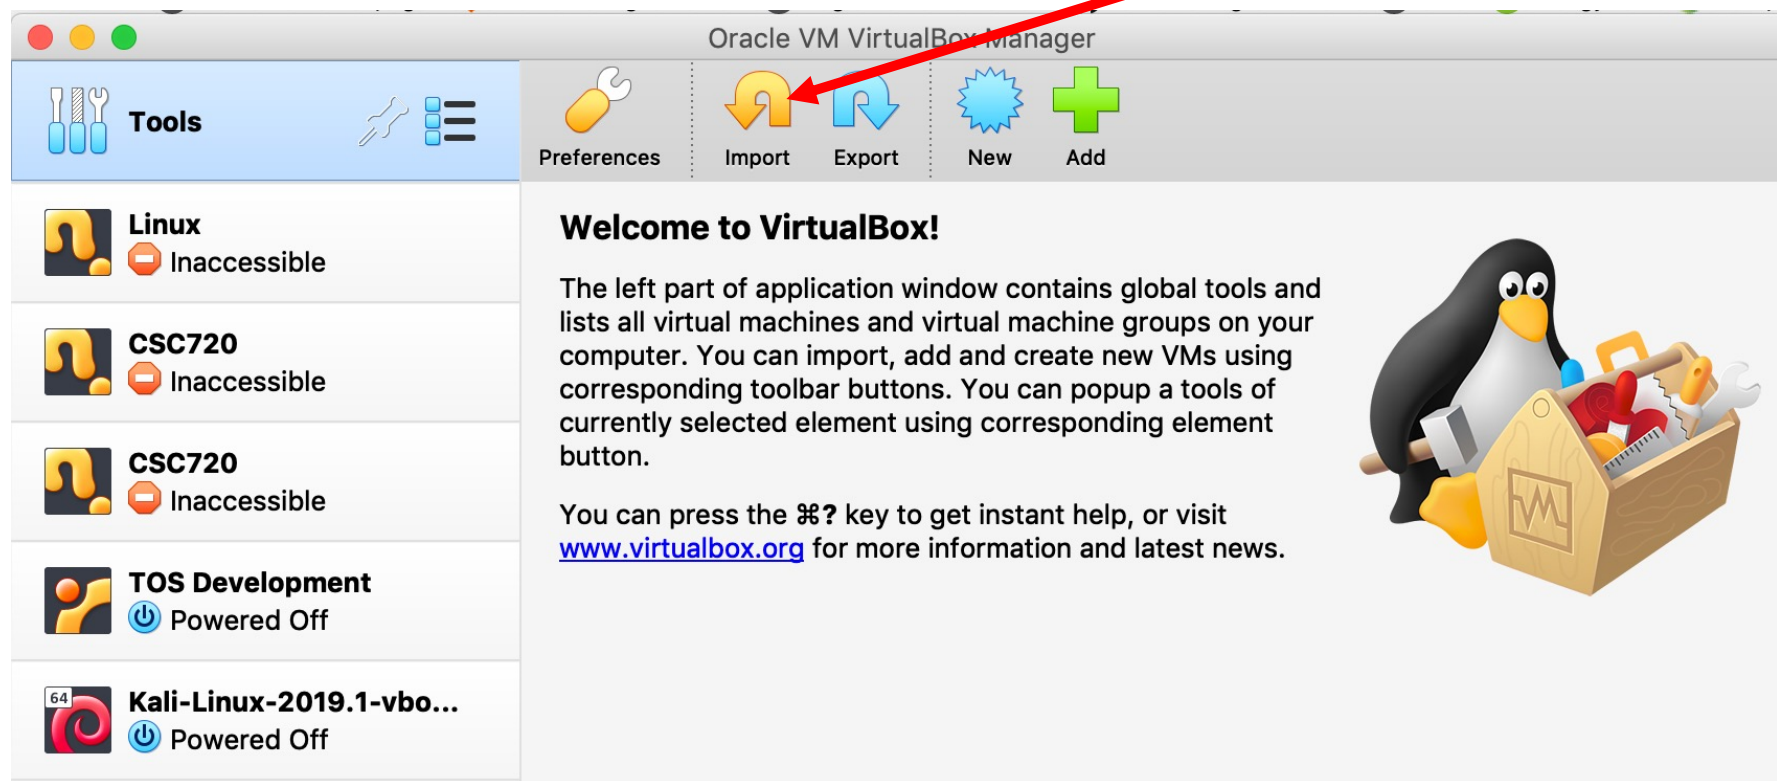 Oracle VM VirtualBox Manager
Tools
Preferences
Import
Export
New
Add
Linux
Inaccessible
CSC720
Inaccessible
CSC720
Inaccessible
TOS Development
Powered Off
64
Kali-Linux-2019.1-vbo...
Powered Off
Welcome to VirtualBox!
The left part of application window contains global tools and
lists all virtual machines and virtual machine groups on your
computer. You can import, add and create new VMs using
corresponding toolbar buttons. You can popup a tools of
currently selected element using corresponding element
button.
You can press the ⌘? key to get instant help, or visit
www.virtualbox.org for more information and latest news.